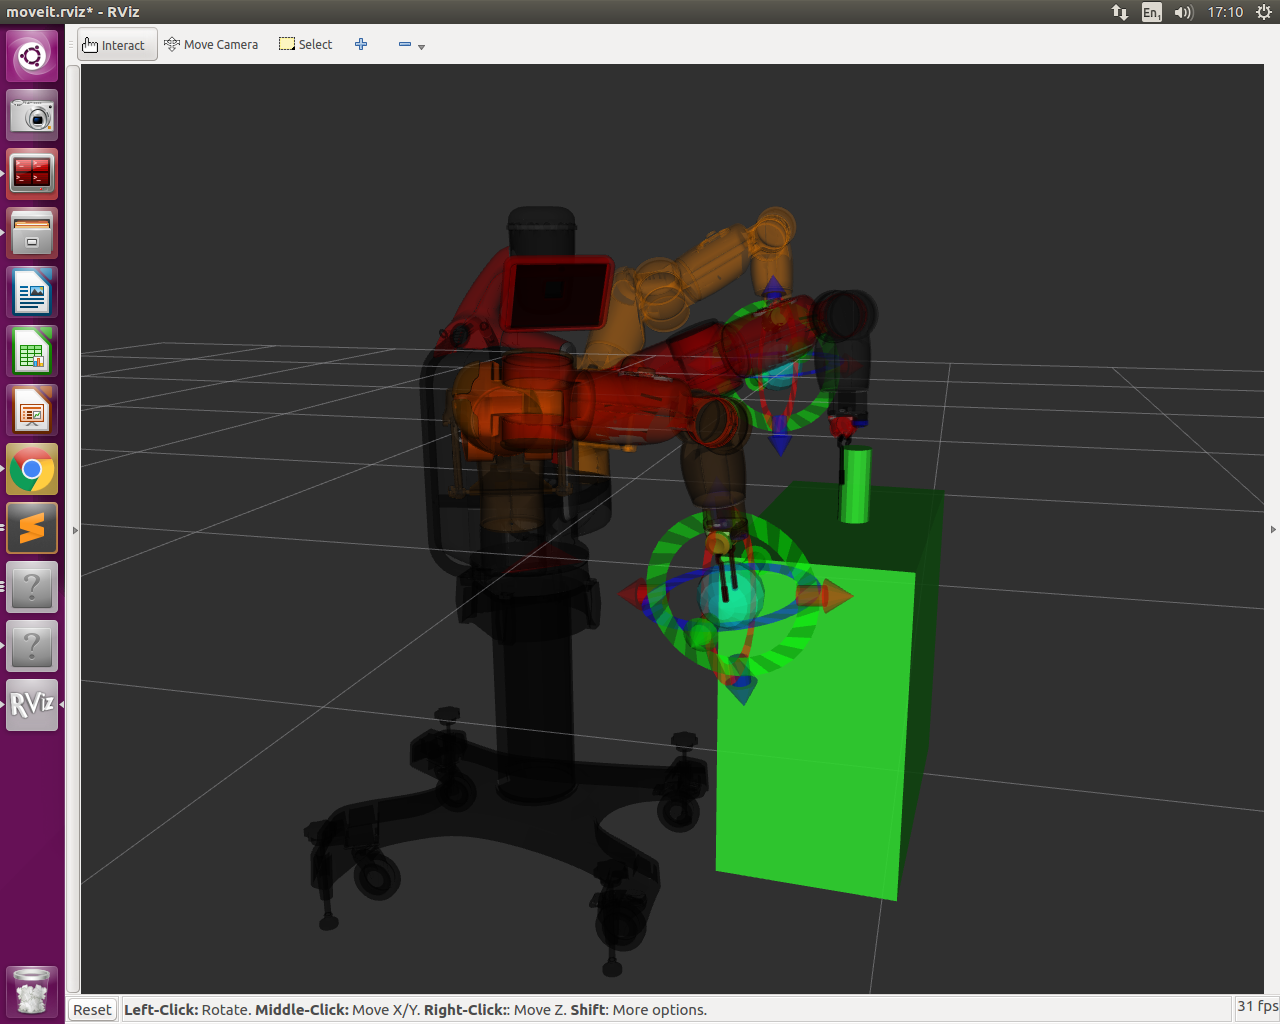 moveit.rviz* - RViz
En1
17:10
Interact
Move Camera
Select
RViz
Reset
Left-Click: Rotate. Middle-Click: Move X/Y. Right-Click:: Move Z. Shift: More options.
31 fps